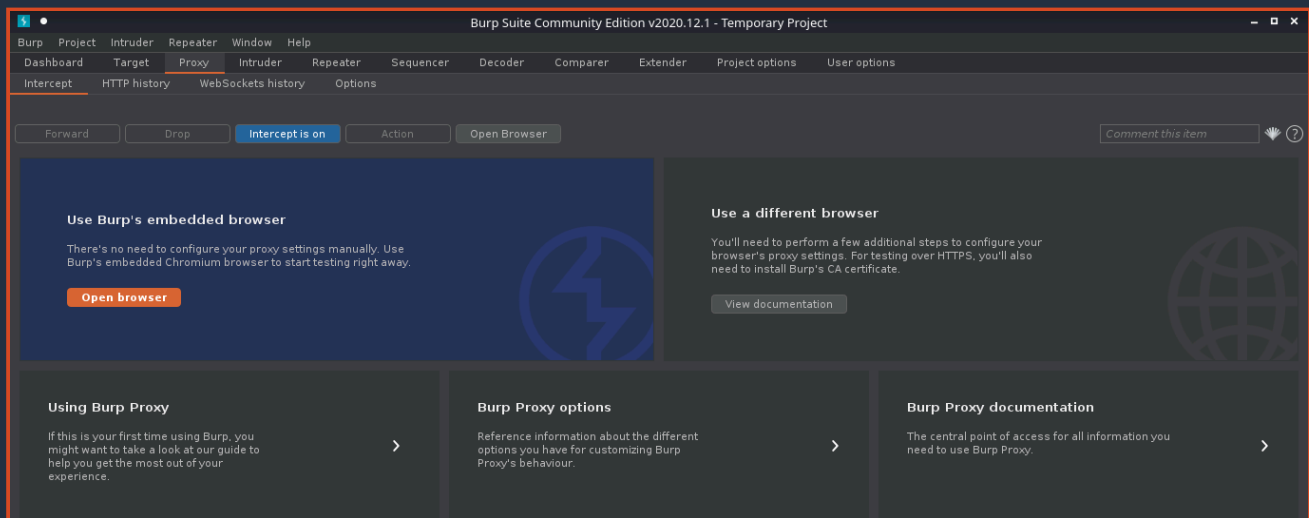 Burp Suite Community Edition v2020.12.1 - Temporary Project
Burp Project Intruder Repeater Window Help
Dashboard Target Proxy Intruder Repeater Sequencer Decoder Comparer Extender Project options User options
Intercept HTTP history WebSockets history Options
Forward Drop Intercept is on Action Open Browser Comment this item ?
Use Burp's embedded browser
There's no need to configure your proxy settings manually. Use
Burp's embedded Chromium browser to start testing right away.
Open browser
Use a different browser
You'll need to perform a few additional steps to configure your
browser's proxy settings. For testing over HTTPS, you'll also
need to install Burp's CA certificate.
View documentation
Using Burp Proxy
If this is your first time using Burp, you
might want to take a look at our guide to
help you get the most out of your
experience.
Burp Proxy options
Reference information about the different
options you have for customizing Burp
Proxy's behaviour.
Burp Proxy documentation
The central point of access for all information you
need to use Burp Proxy.